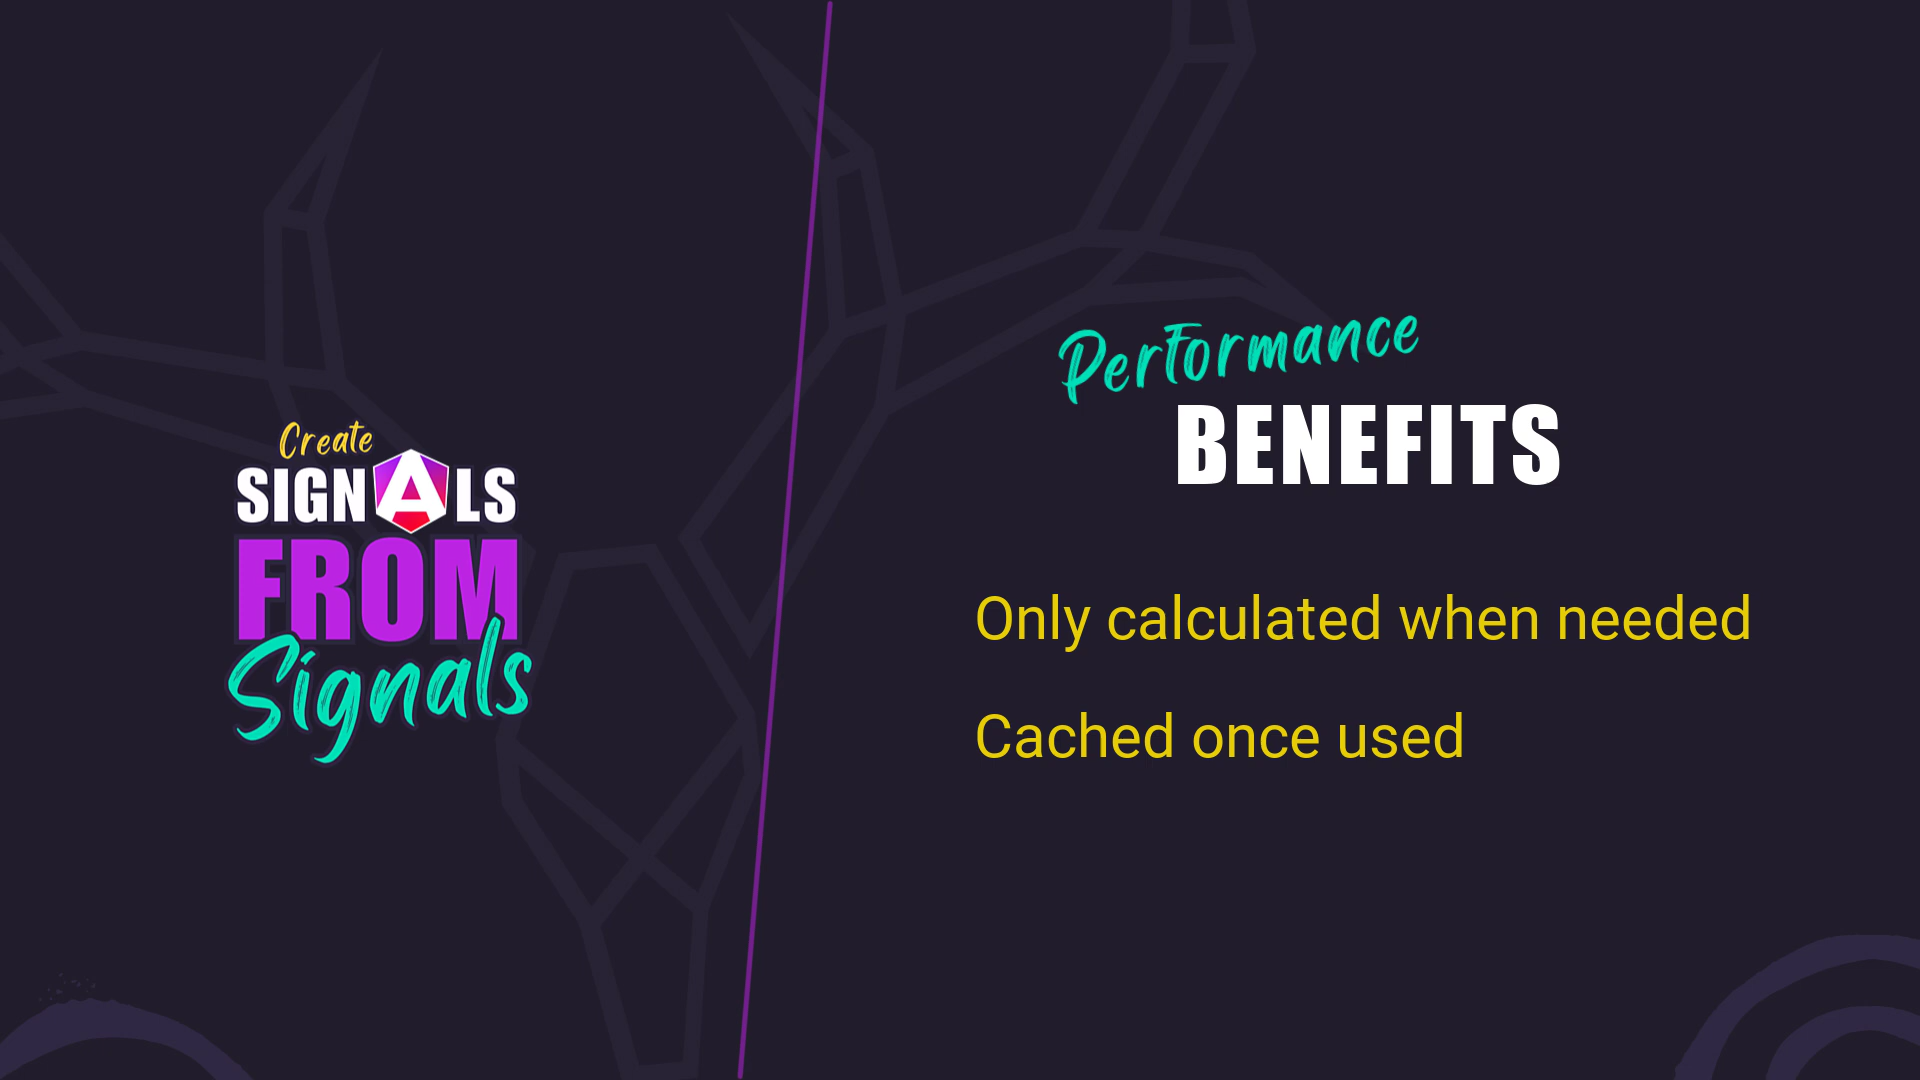 Create
SIGNALS
FROM
Signals
Performance
BENEFITS
Only calculated when needed
Cached once used